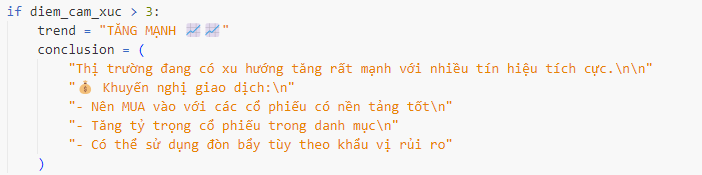 if diem_cam_xuc > 3:
trend = "TĂNG MẠNH 📈📈"
conclusion = (
"Thị trường đang có xu hướng tăng rất mạnh với nhiều tín hiệu tích cực.\n\n"
"💰 Khuyến nghị giao dịch:\n"
"- Nên MUA vào với các cổ phiếu có nền tảng tốt\n"
"- Tăng tỷ trọng cổ phiếu trong danh mục\n"
"- Có thể sử dụng đòn bẩy tùy theo khẩu vị rủi ro"
)